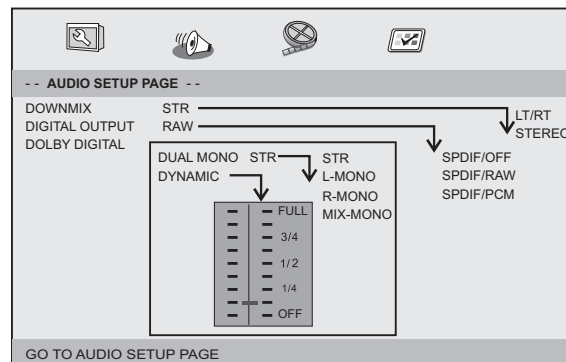 - - AUDIO SETUP PAGE - -
DOWNMIX STR LT/RT
STEREO
DIGITAL OUTPUT RAW SPDIF/OFF
SPDIF/RAW
SPDIF/PCM
DOLBY DIGITAL
DUAL MONO STR STR
L-MONO
R-MONO
MIX-MONO
DYNAMIC
FULL
3/4
1/2
1/4
OFF
GO TO AUDIO SETUP PAGE